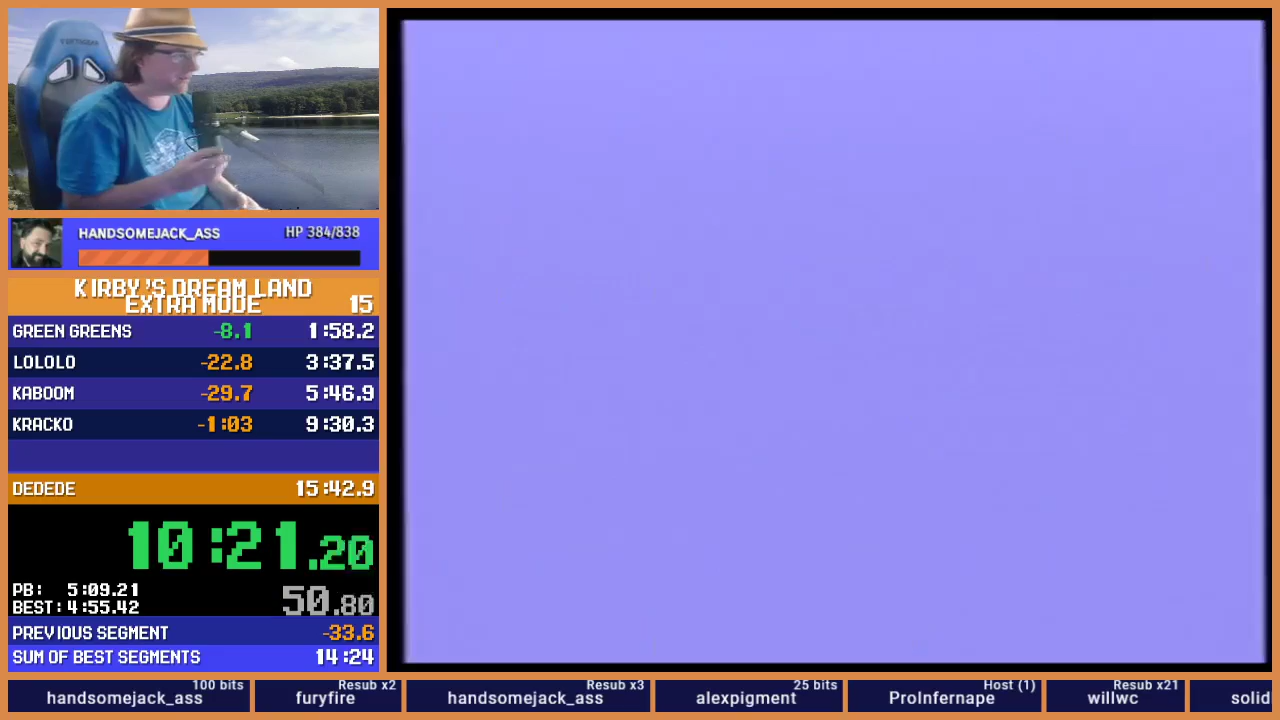 HANDSOMEJACK_ASS HP 384/838
KIRBY'S DREAM LAND
EXTRA MODE 15
GREEN GREENS -8.1 1:58.2
LOLOLO -22.8 3:37.5
KABOOM -29.7 5:46.9
KRACKO -1:03 9:30.3
DEDEDE 15:42.9
10:21.20
PB: 5:09.21
BEST: 4:55.42 50.80
PREVIOUS SEGMENT -33.6
SUM OF BEST SEGMENTS 14:24
100 bits Resub x2 Resub x3 25 bits Host (1) Resub x21
handsomejack_ass furyfire handsomejack_ass alexpigment ProInfernape willwc solid